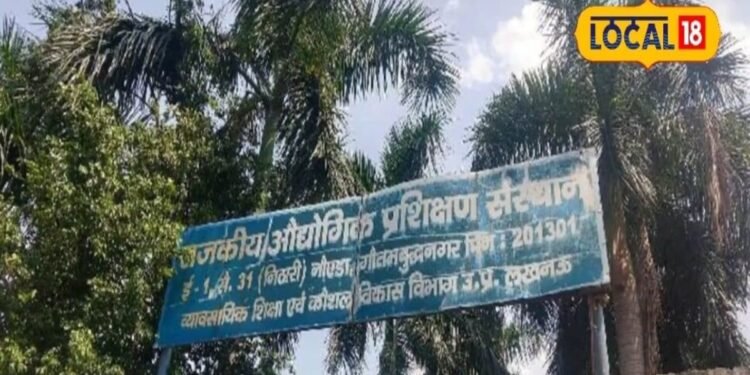 LOCAL 18
राजकीय औद्योगिक प्रशिक्षण संस्थान
ई-1, से. 31 (निठारी) नोएडा, गौतमबुद्धनगर पिन : 201301
व्यावसायिक शिक्षा एवं कौशल विकास विभाग उ.प्र. लखनऊ